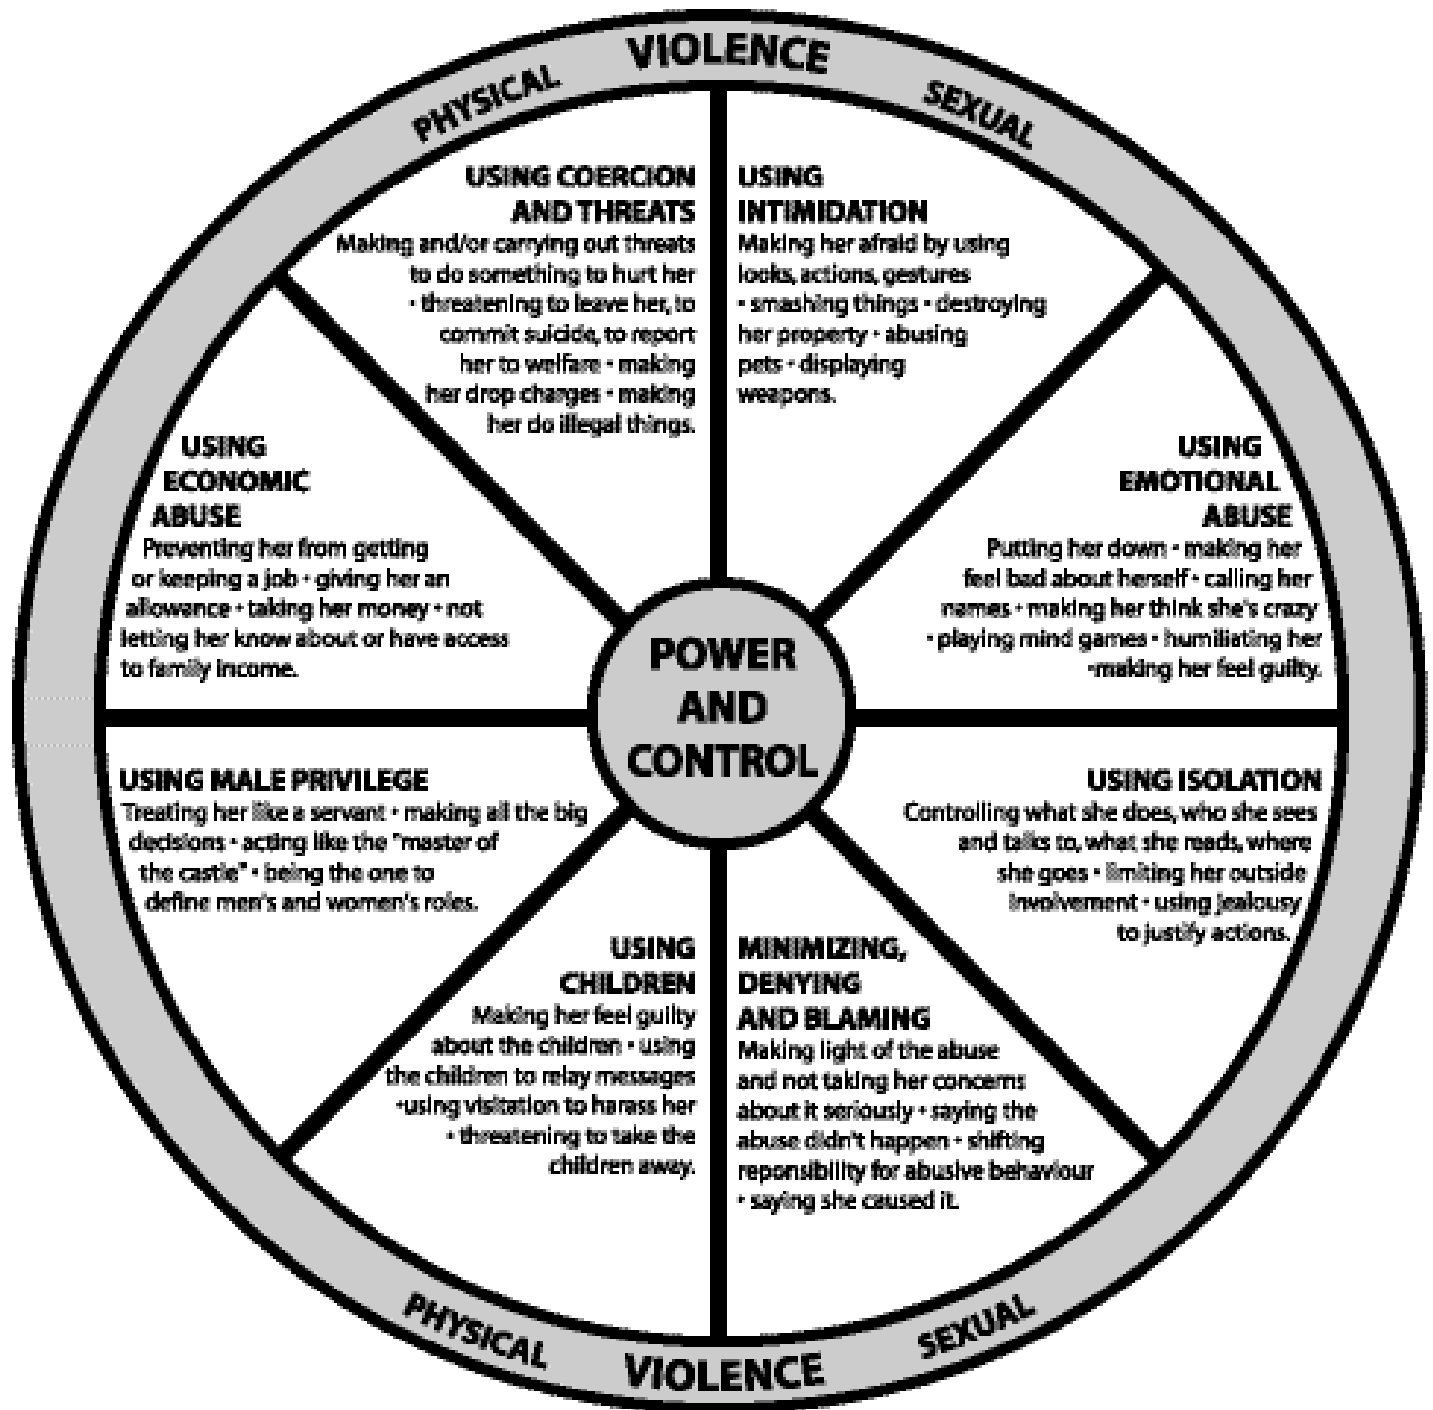 VIOLENCE
PHYSICAL
SEXUAL
USING COERCION
AND THREATS
Making and/or carrying out threats
to do something to hurt her
• threatening to leave her, to
commit suicide, to report
her to welfare • making
her drop charges • making
her do illegal things.
USING
INTIMIDATION
Making her afraid by using
looks, actions, gestures
• smashing things • destroying
her property • abusing
pets • displaying
weapons.
USING
ECONOMIC
ABUSE
Preventing her from getting
or keeping a job • giving her an
allowance • taking her money • not
letting her know about or have access
to family income.
USING
EMOTIONAL
ABUSE
Putting her down • making her
feel bad about herself • calling her
names • making her think she's crazy
• playing mind games • humiliating her
•making her feel guilty.
POWER
AND
CONTROL
USING MALE PRIVILEGE
Treating her like a servant • making all the big
decisions • acting like the "master of
the castle" • being the one to
define men's and women's roles.
USING ISOLATION
Controlling what she does, who she sees
and talks to, what she reads, where
she goes • limiting her outside
involvement • using jealousy
to justify actions.
USING
CHILDREN
Making her feel guilty
about the children • using
the children to relay messages
•using visitation to harass her
• threatening to take the
children away.
MINIMIZING,
DENYING
AND BLAMING
Making light of the abuse
and not taking her concerns
about it seriously • saying the
abuse didn't happen • shifting
reponsibility for abusive behaviour
• saying she caused it.
PHYSICAL
VIOLENCE
SEXUAL